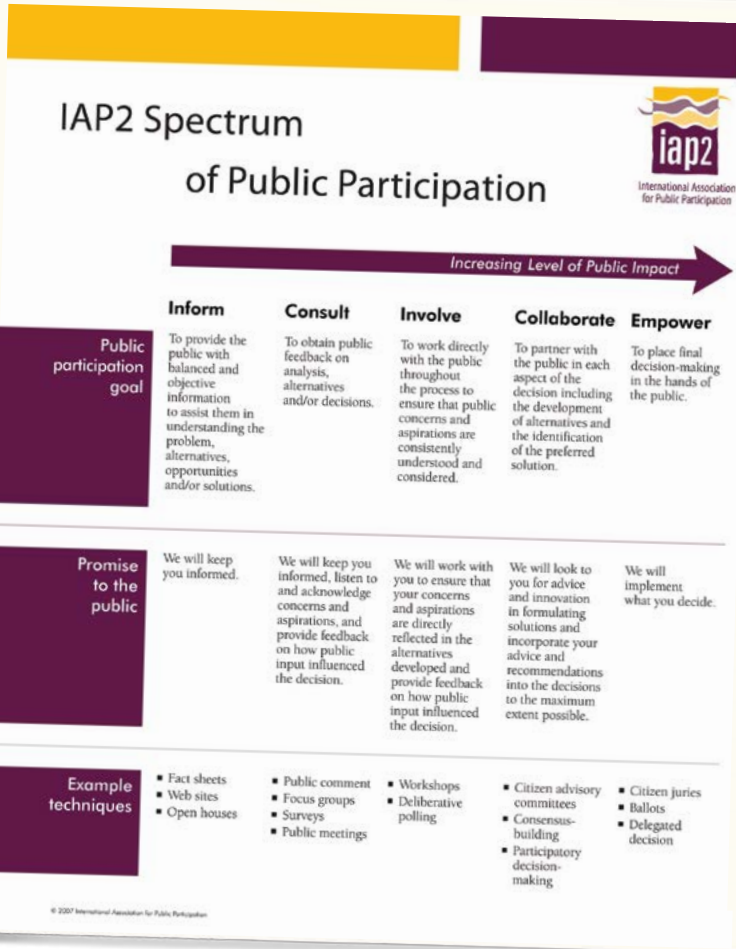 IAP2 Spectrum
of Public Participation
iap2
International Association
for Public Participation
Increasing Level of Public Impact
Inform
Consult
Involve
Collaborate
Empower
Public
participation
goal
To provide the
public with
balanced and
objective
information
to assist them in
understanding the
problem,
alternatives,
opportunities
and/or solutions.
To obtain public
feedback on
analysis,
alternatives
and/or decisions.
To work directly
with the public
throughout
the process to
ensure that public
concerns and
aspirations are
consistently
understood and
considered.
To partner with
the public in each
aspect of the
decision including
the development
of alternatives and
the identification
of the preferred
solution.
To place final
decision-making
in the hands of
the public.
Promise
to the
public
We will keep
you informed.
We will keep you
informed, listen to
and acknowledge
concerns and
aspirations, and
provide feedback
on how public
input influenced
the decision.
We will work with
you to ensure that
your concerns
and aspirations
are directly
reflected in the
alternatives
developed and
provide feedback
on how public
input influenced
the decision.
We will look to
you for advice
and innovation
in formulating
solutions and
incorporate your
advice and
recommendations
into the decisions
to the maximum
extent possible.
We will
implement
what you decide.
Example
techniques
▪ Fact sheets
▪ Web sites
▪ Open houses
▪ Public comment
▪ Focus groups
▪ Surveys
▪ Public meetings
▪ Workshops
▪ Deliberative
polling
▪ Citizen advisory
committees
▪ Consensus-
building
▪ Participatory
decision-
making
▪ Citizen juries
▪ Ballots
▪ Delegated
decision
© 2007 International Association for Public Participation